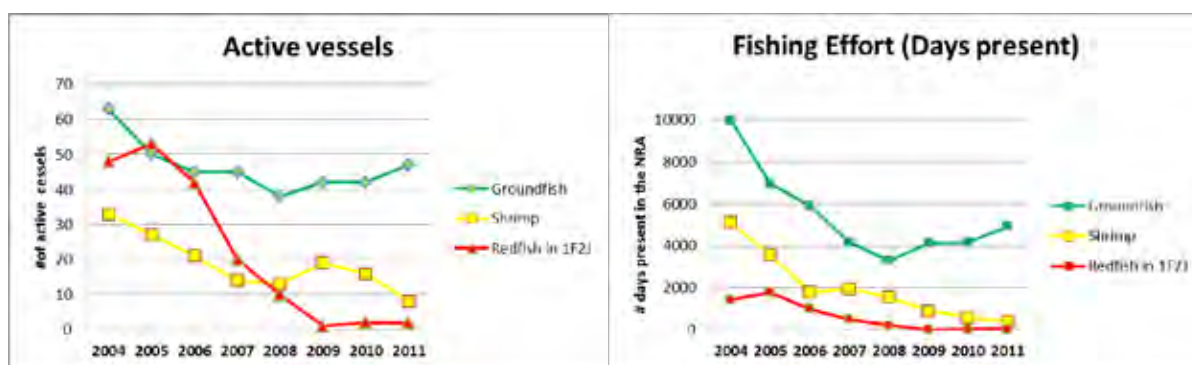 Active vessels
# of active vessels
70
60
50
40
30
20
10
0
2004 2005 2006 2007 2008 2009 2010 2011
Groundfish
Shrimp
Redfish in 1F2J
Fishing Effort (Days present)
# days present in the NRA
10000
8000
6000
4000
2000
0
2004 2005 2006 2007 2008 2009 2010 2011
Groundfish
Shrimp
Redfish in 1F2J